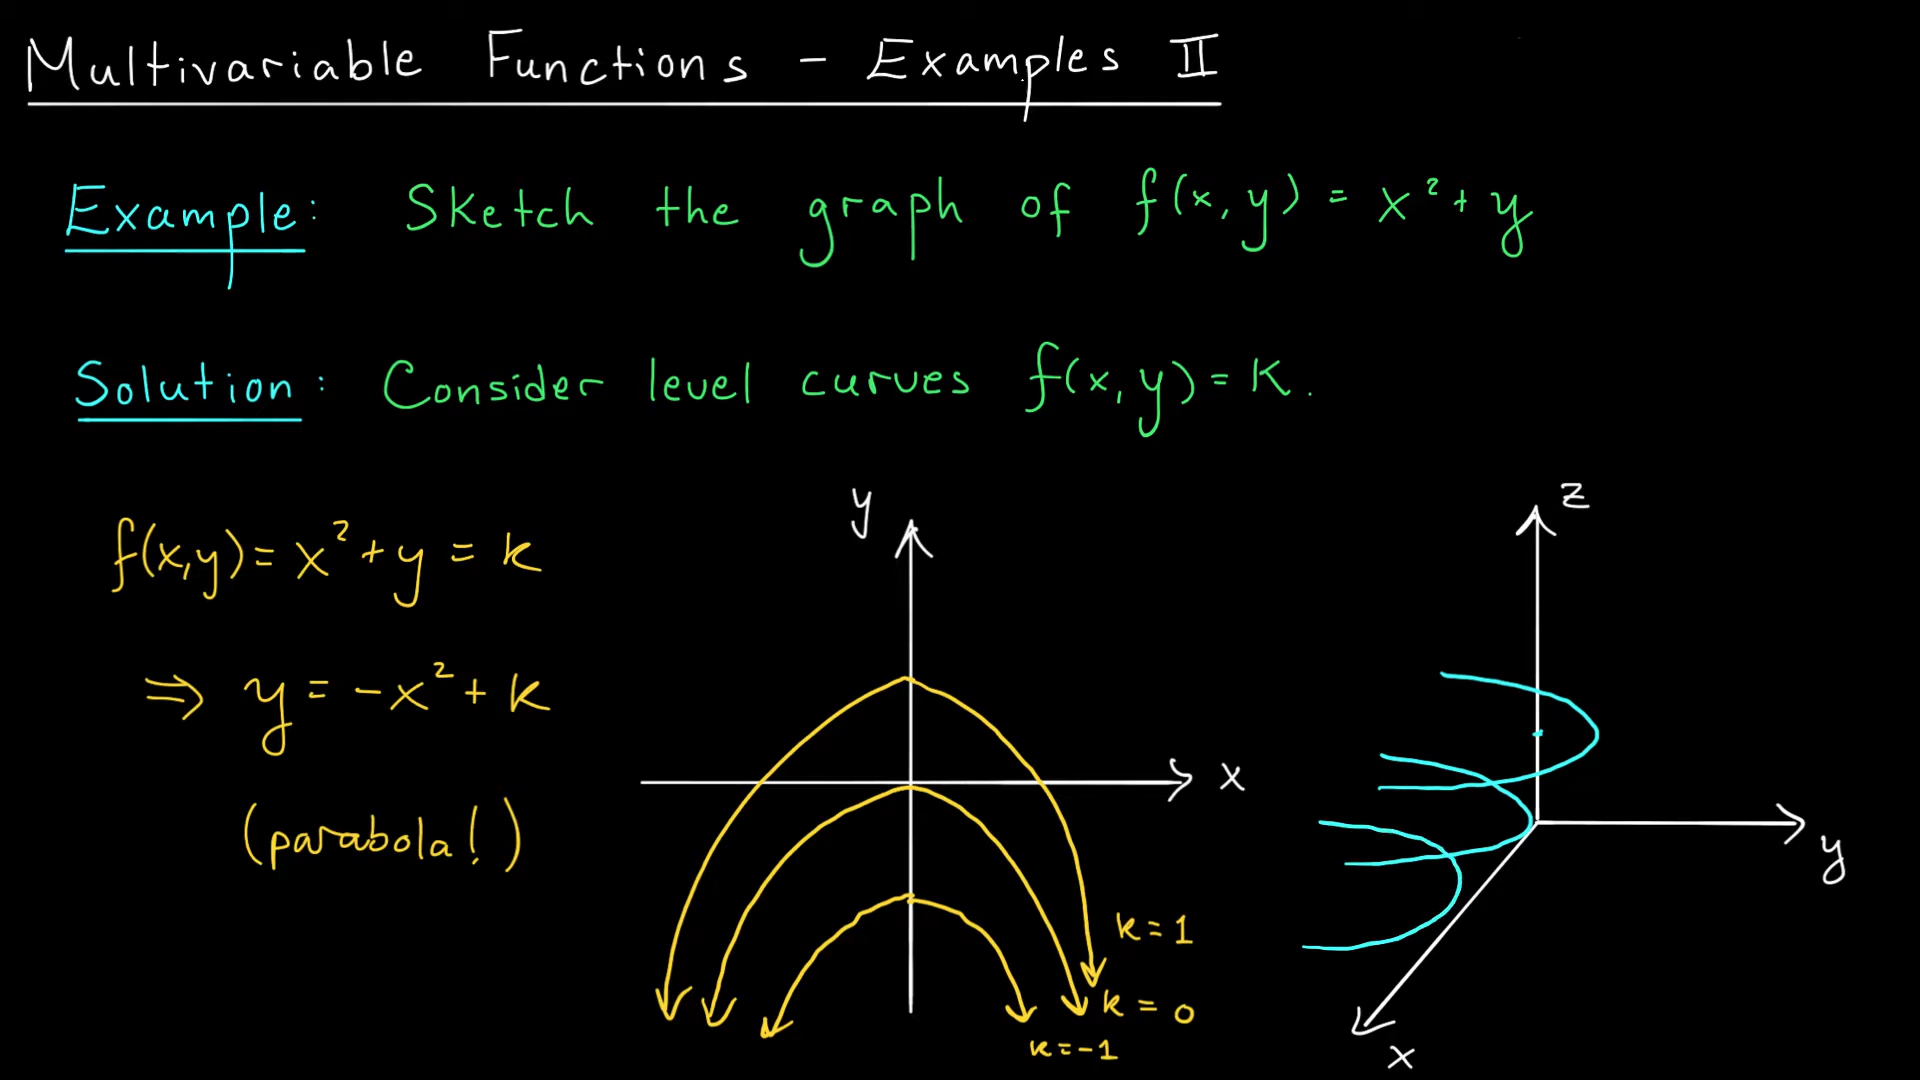 Multivariable Functions - Examples II
Example: Sketch the graph of f(x,y) = x² + y
Solution: Consider level curves f(x,y) = K.
f(x,y) = x² + y = k
⇒ y = -x² + k
(parabola!)
y
x
k = 1
k = 0
k = -1
z
y
x